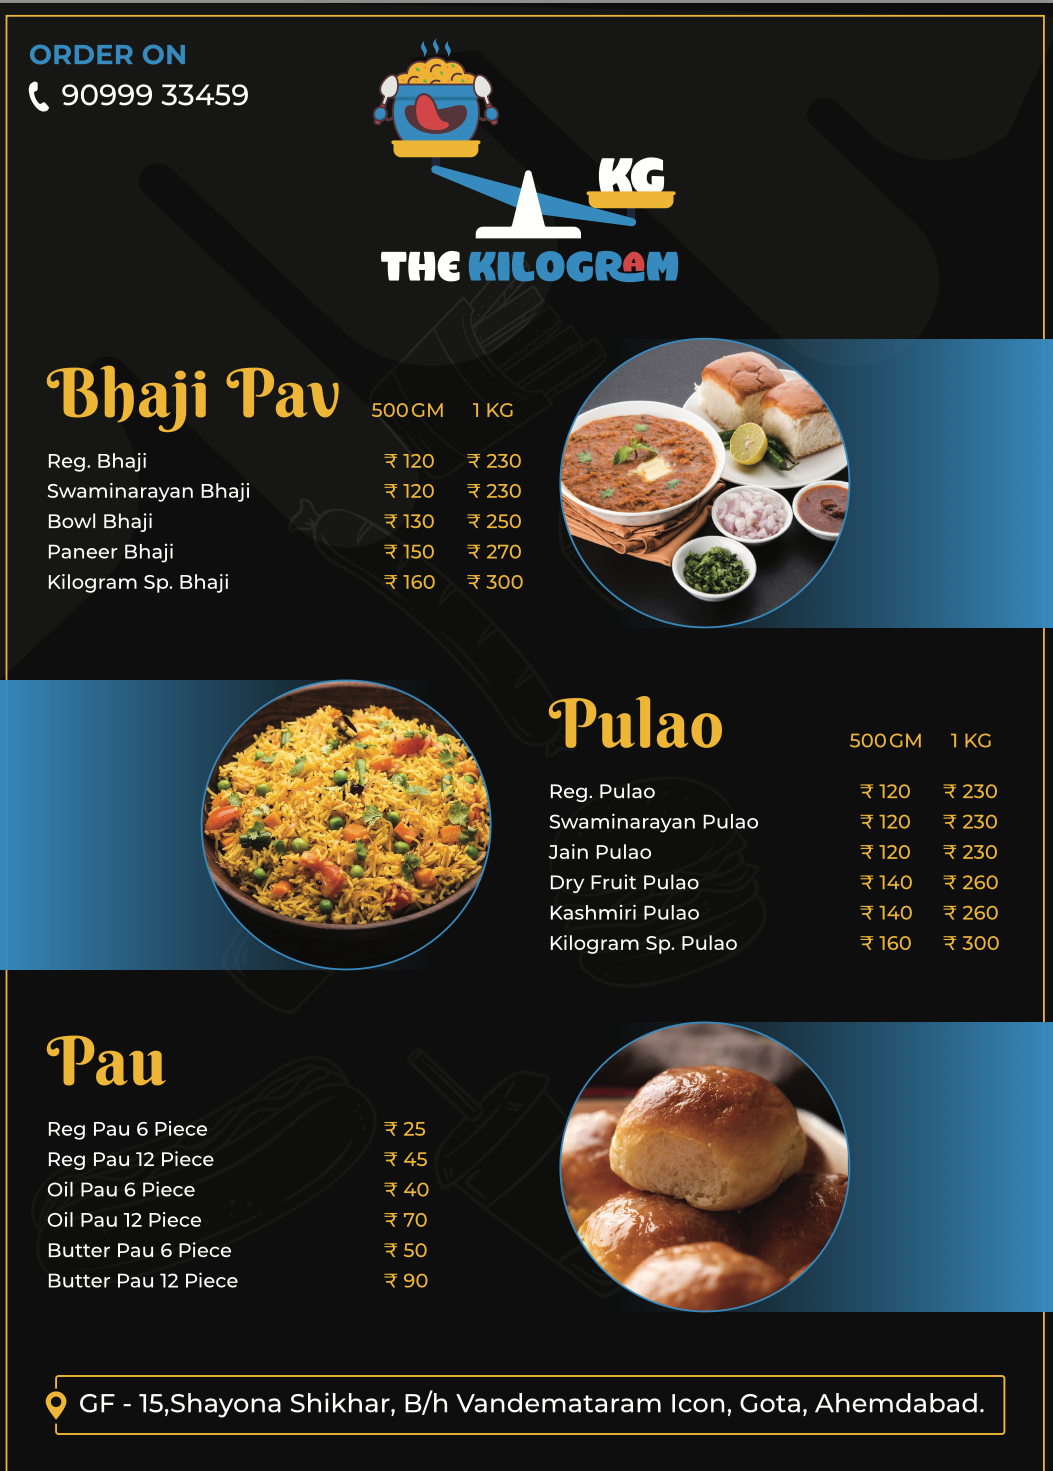 ORDER ON
90999 33459
KG
THE KILOGRAM
Bhaji Pav 500GM 1 KG
Reg. Bhaji ₹ 120 ₹ 230
Swaminarayan Bhaji ₹ 120 ₹ 230
Bowl Bhaji ₹ 130 ₹ 250
Paneer Bhaji ₹ 150 ₹ 270
Kilogram Sp. Bhaji ₹ 160 ₹ 300
Pulao 500GM 1 KG
Reg. Pulao ₹ 120 ₹ 230
Swaminarayan Pulao ₹ 120 ₹ 230
Jain Pulao ₹ 120 ₹ 230
Dry Fruit Pulao ₹ 140 ₹ 260
Kashmiri Pulao ₹ 140 ₹ 260
Kilogram Sp. Pulao ₹ 160 ₹ 300
Pau
Reg Pau 6 Piece ₹ 25
Reg Pau 12 Piece ₹ 45
Oil Pau 6 Piece ₹ 40
Oil Pau 12 Piece ₹ 70
Butter Pau 6 Piece ₹ 50
Butter Pau 12 Piece ₹ 90
GF - 15,Shayona Shikhar, B/h Vandemataram Icon, Gota, Ahemdabad.